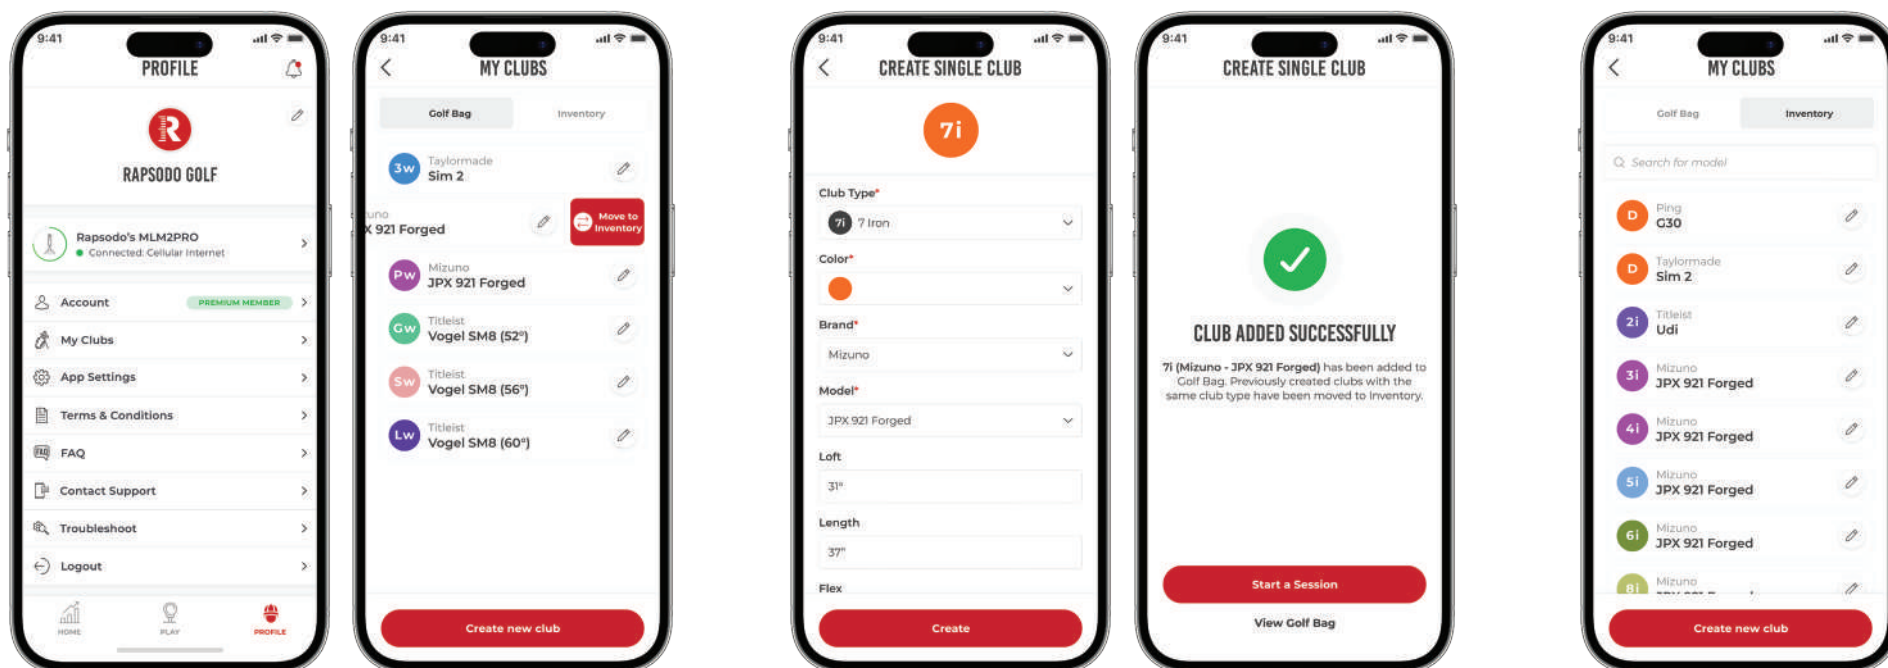 9:41
PROFILE
R
RAPSODO GOLF
Rapsodo's MLM2PRO
Connected: Cellular Internet
Account PREMIUM MEMBER
My Clubs
App Settings
Terms & Conditions
FAQ FAQ
Contact Support
Troubleshoot
Logout
HOME PLAY PROFILE
9:41
MY CLUBS
Golf Bag Inventory
3w Taylormade
Sim 2
uno
X 921 Forged
Move to
Inventory
Pw Mizuno
JPX 921 Forged
Gw Titleist
Vogel SM8 (52°)
Sw Titleist
Vogel SM8 (56°)
Lw Titleist
Vogel SM8 (60°)
Create new club
9:41
CREATE SINGLE CLUB
7i
Club Type*
7i 7 Iron
Color*
Brand*
Mizuno
Model*
JPX 921 Forged
Loft
31°
Length
37"
Flex
Create
9:41
CREATE SINGLE CLUB
CLUB ADDED SUCCESSFULLY
7i (Mizuno - JPX 921 Forged) has been added to
Golf Bag. Previously created clubs with the
same club type have been moved to Inventory.
Start a Session
View Golf Bag
9:41
MY CLUBS
Golf Bag Inventory
Search for model
D Ping
G30
D Taylormade
Sim 2
2i Titleist
Udi
3i Mizuno
JPX 921 Forged
4i Mizuno
JPX 921 Forged
5i Mizuno
JPX 921 Forged
6i Mizuno
JPX 921 Forged
8i Mizuno
Create new club